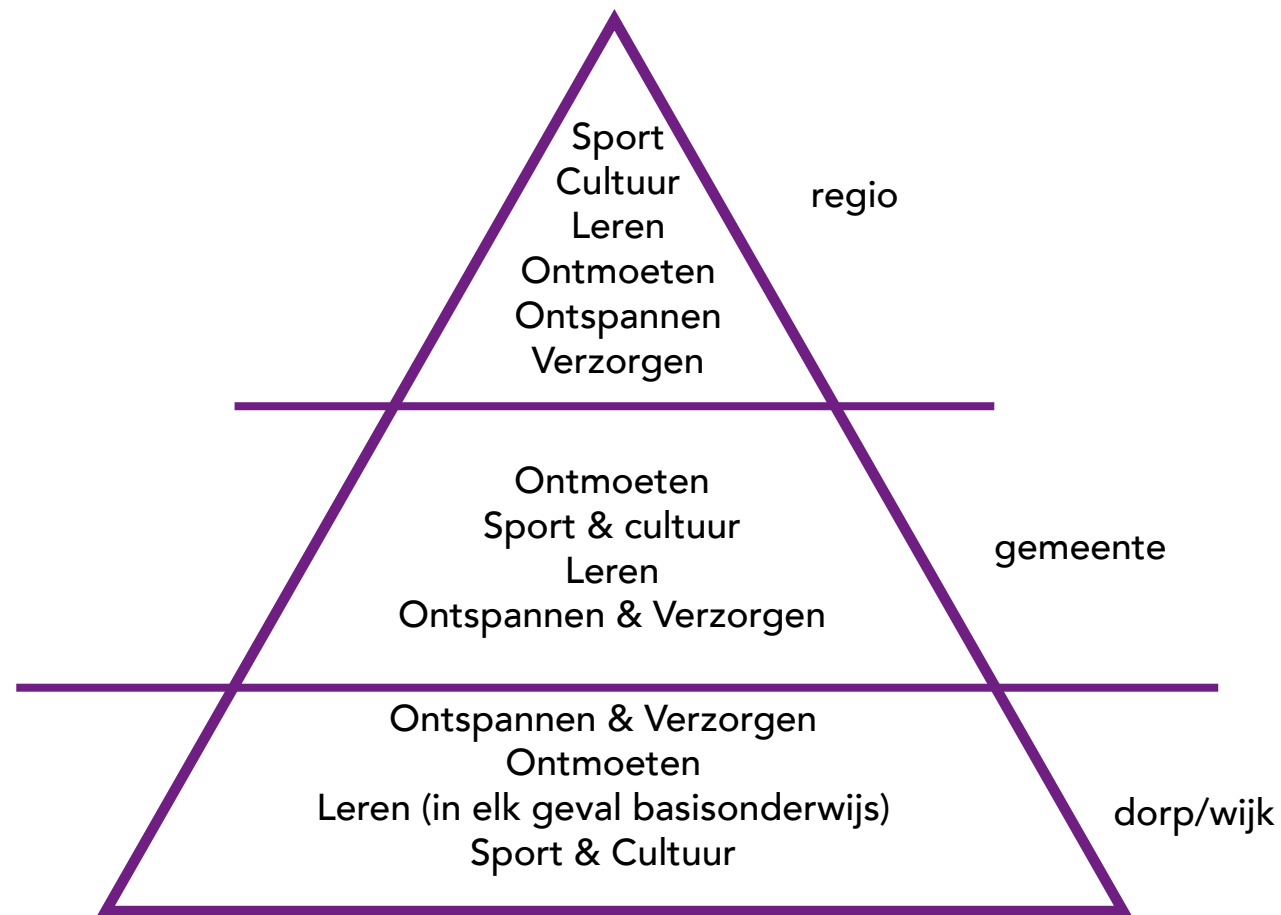 Sport
Cultuur
Leren
Ontmoeten
Ontspannen
Verzorgen
regio
Ontmoeten
Sport & cultuur
Leren
Ontspannen & Verzorgen
gemeente
Ontspannen & Verzorgen
Ontmoeten
Leren (in elk geval basisonderwijs)
Sport & Cultuur
dorp/wijk